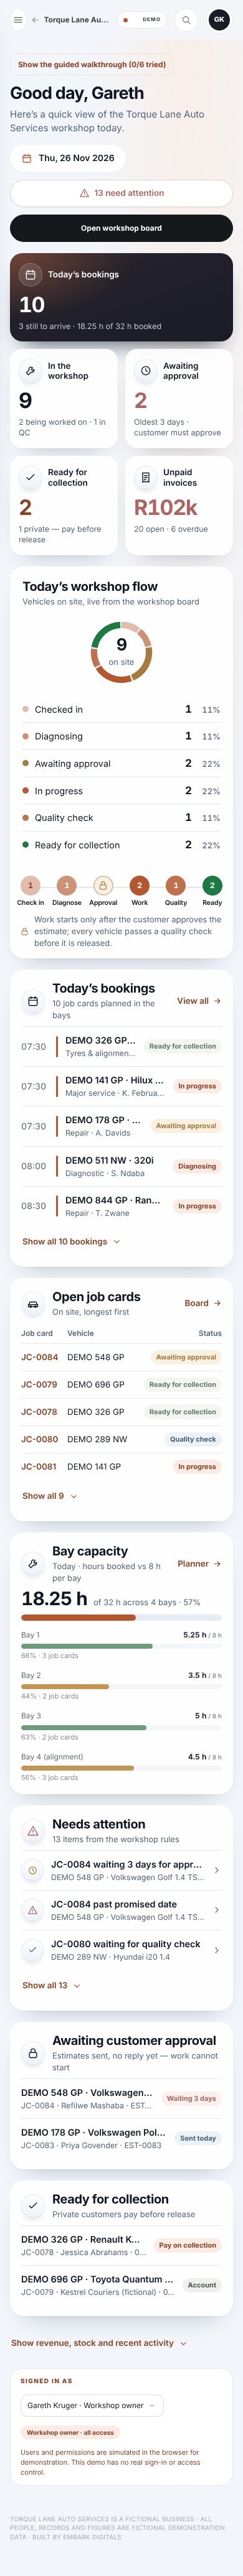 Torque Lane Au...
DEMO
GK
Show the guided walkthrough (0/6 tried)
Good day, Gareth
Here's a quick view of the Torque Lane Auto
Services workshop today.
Thu, 26 Nov 2026
13 need attention
Open workshop board
Today's bookings
10
3 still to arrive · 18.25 h of 32 h booked
In the
workshop
9
2 being worked on · 1 in
QC
Awaiting
approval
2
Oldest 3 days ·
customer must approve
Ready for
collection
2
1 private — pay before
release
Unpaid
invoices
R102k
20 open · 6 overdue
Today's workshop flow
Vehicles on site, live from the workshop board
9
on site
Checked in 1 11%
Diagnosing 1 11%
Awaiting approval 2 22%
In progress 2 22%
Quality check 1 11%
Ready for collection 2 22%
1 1 2 1 2
Check in Diagnose Approval Work Quality Ready
Work starts only after the customer approves the
estimate; every vehicle passes a quality check
before it is released.
Today's bookings
10 job cards planned in the
bays
View all →
07:30 DEMO 326 GP... Ready for collection
Tyres & alignmen...
07:30 DEMO 141 GP · Hilux ... In progress
Major service · K. Februa...
07:30 DEMO 178 GP · ... Awaiting approval
Repair · A. Davids
08:00 DEMO 511 NW · 320i Diagnosing
Diagnostic · S. Ndaba
08:30 DEMO 844 GP · Ran... In progress
Repair · T. Zwane
Show all 10 bookings
Open job cards
On site, longest first
Board →
Job card Vehicle Status
JC-0084 DEMO 548 GP Awaiting approval
JC-0079 DEMO 696 GP Ready for collection
JC-0078 DEMO 326 GP Ready for collection
JC-0080 DEMO 289 NW Quality check
JC-0081 DEMO 141 GP In progress
Show all 9
Bay capacity
Today · hours booked vs 8 h
per bay
Planner →
18.25 h of 32 h across 4 bays · 57%
Bay 1 5.25 h / 8 h
66% · 3 job cards
Bay 2 3.5 h / 8 h
44% · 2 job cards
Bay 3 5 h / 8 h
63% · 2 job cards
Bay 4 (alignment) 4.5 h / 8 h
56% · 3 job cards
Needs attention
13 items from the workshop rules
JC-0084 waiting 3 days for appr...
DEMO 548 GP · Volkswagen Golf 1.4 TS...
JC-0084 past promised date
DEMO 548 GP · Volkswagen Golf 1.4 TS...
JC-0080 waiting for quality check
DEMO 289 NW · Hyundai i20 1.4
Show all 13
Awaiting customer approval
Estimates sent, no reply yet — work cannot
start
DEMO 548 GP · Volkswagen... Waiting 3 days
JC-0084 · Refilwe Mashaba · EST...
DEMO 178 GP · Volkswagen Pol... Sent today
JC-0083 · Priya Govender · EST-0083
Ready for collection
Private customers pay before release
DEMO 326 GP · Renault K... Pay on collection
JC-0078 · Jessica Abrahams · 0...
DEMO 696 GP · Toyota Quantum ... Account
JC-0079 · Kestrel Couriers (fictional) · 0...
Show revenue, stock and recent activity
SIGNED IN AS
Gareth Kruger · Workshop owner
Workshop owner · all access
Users and permissions are simulated in the browser for
demonstration. This demo has no real sign-in or access
control.
TORQUE LANE AUTO SERVICES IS A FICTIONAL BUSINESS · ALL
PEOPLE, RECORDS AND FIGURES ARE FICTIONAL DEMONSTRATION
DATA · BUILT BY EMBARK DIGITALS